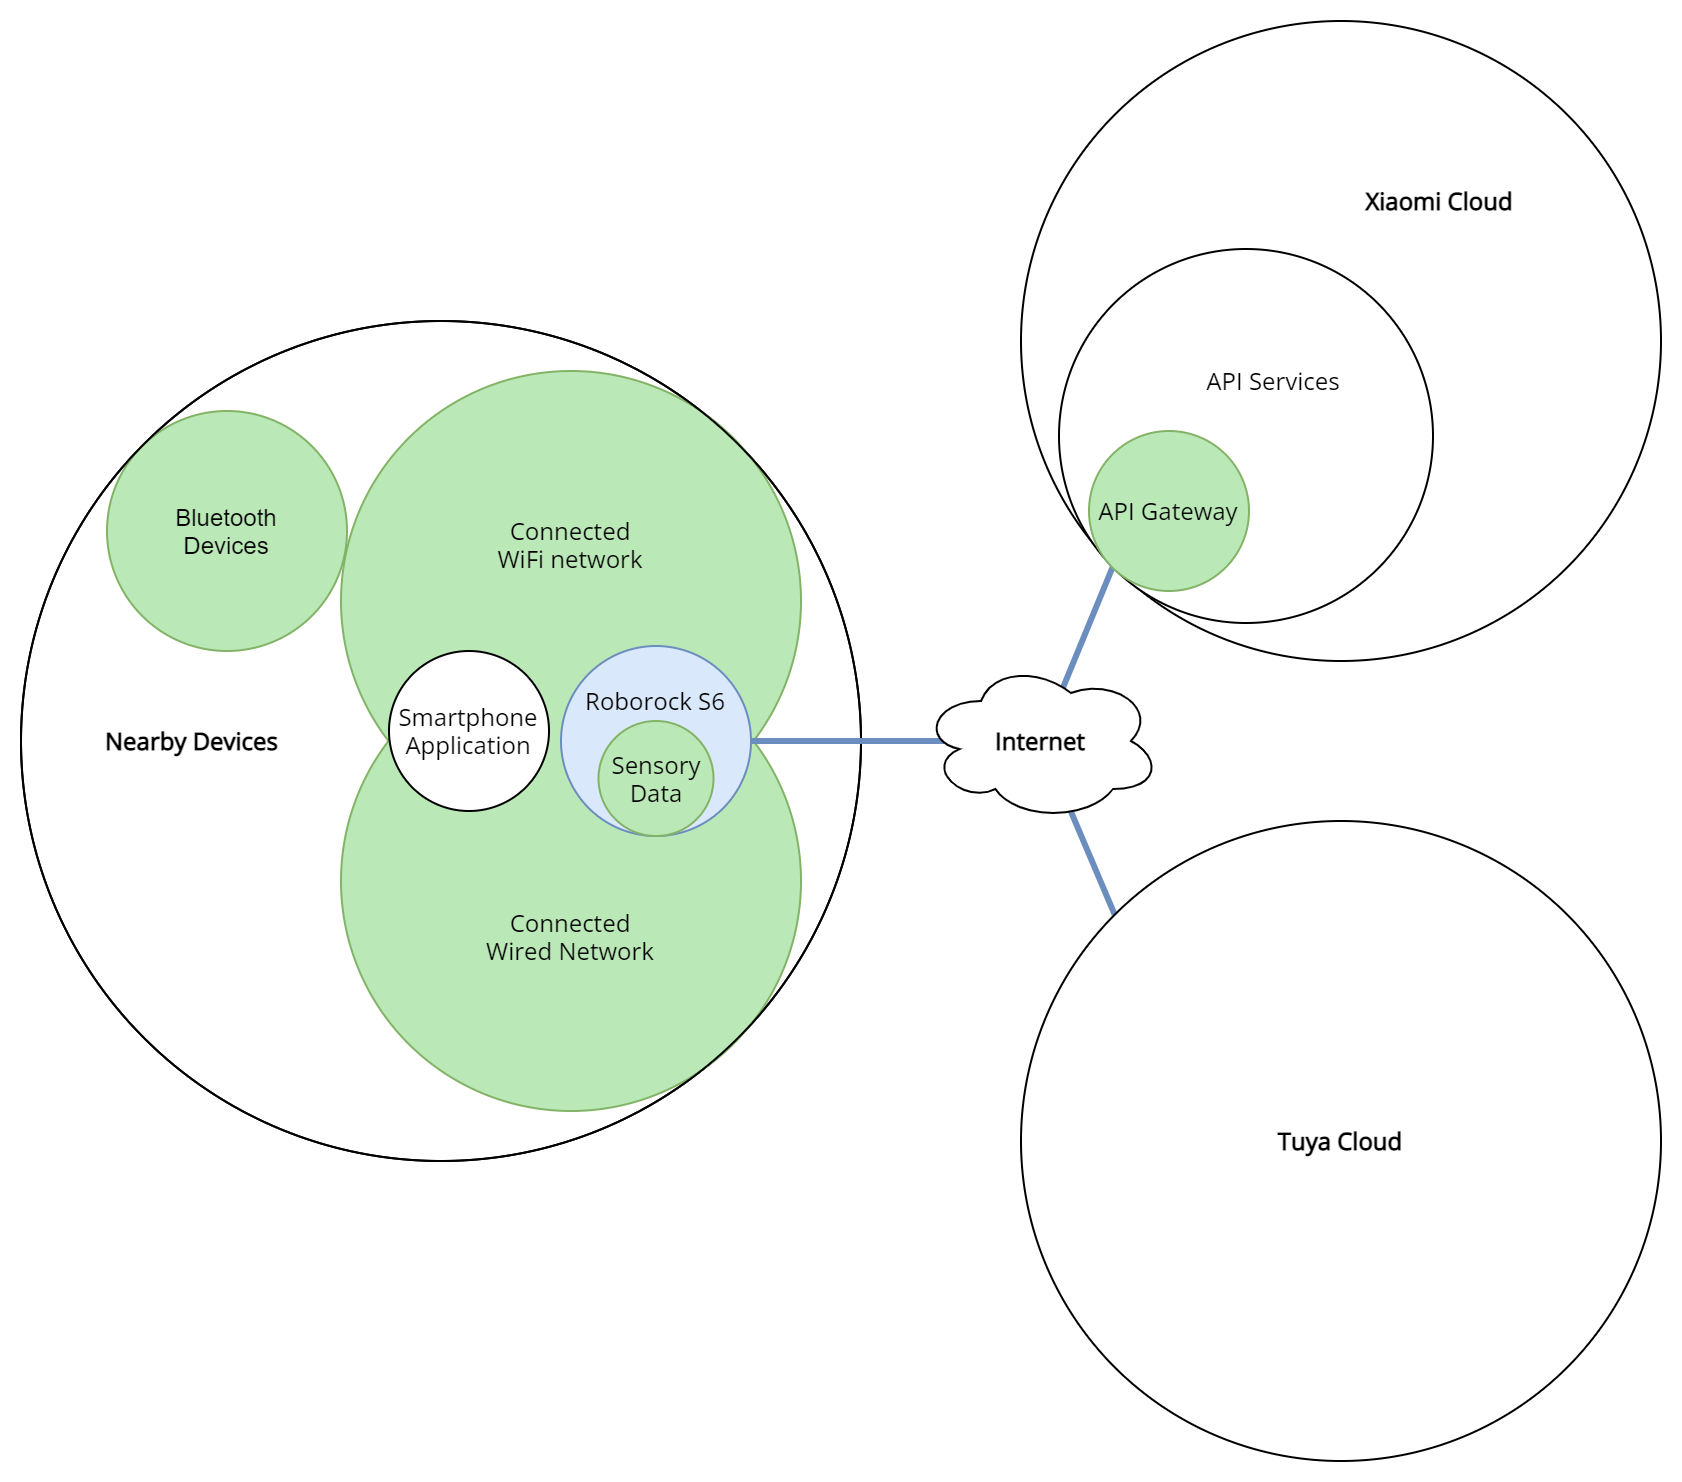 Xiaomi Cloud
API Services
API Gateway
Bluetooth
Devices
Connected
WiFi network
Smartphone
Application
Roborock S6
Sensory
Data
Nearby Devices
Internet
Connected
Wired Network
Tuya Cloud